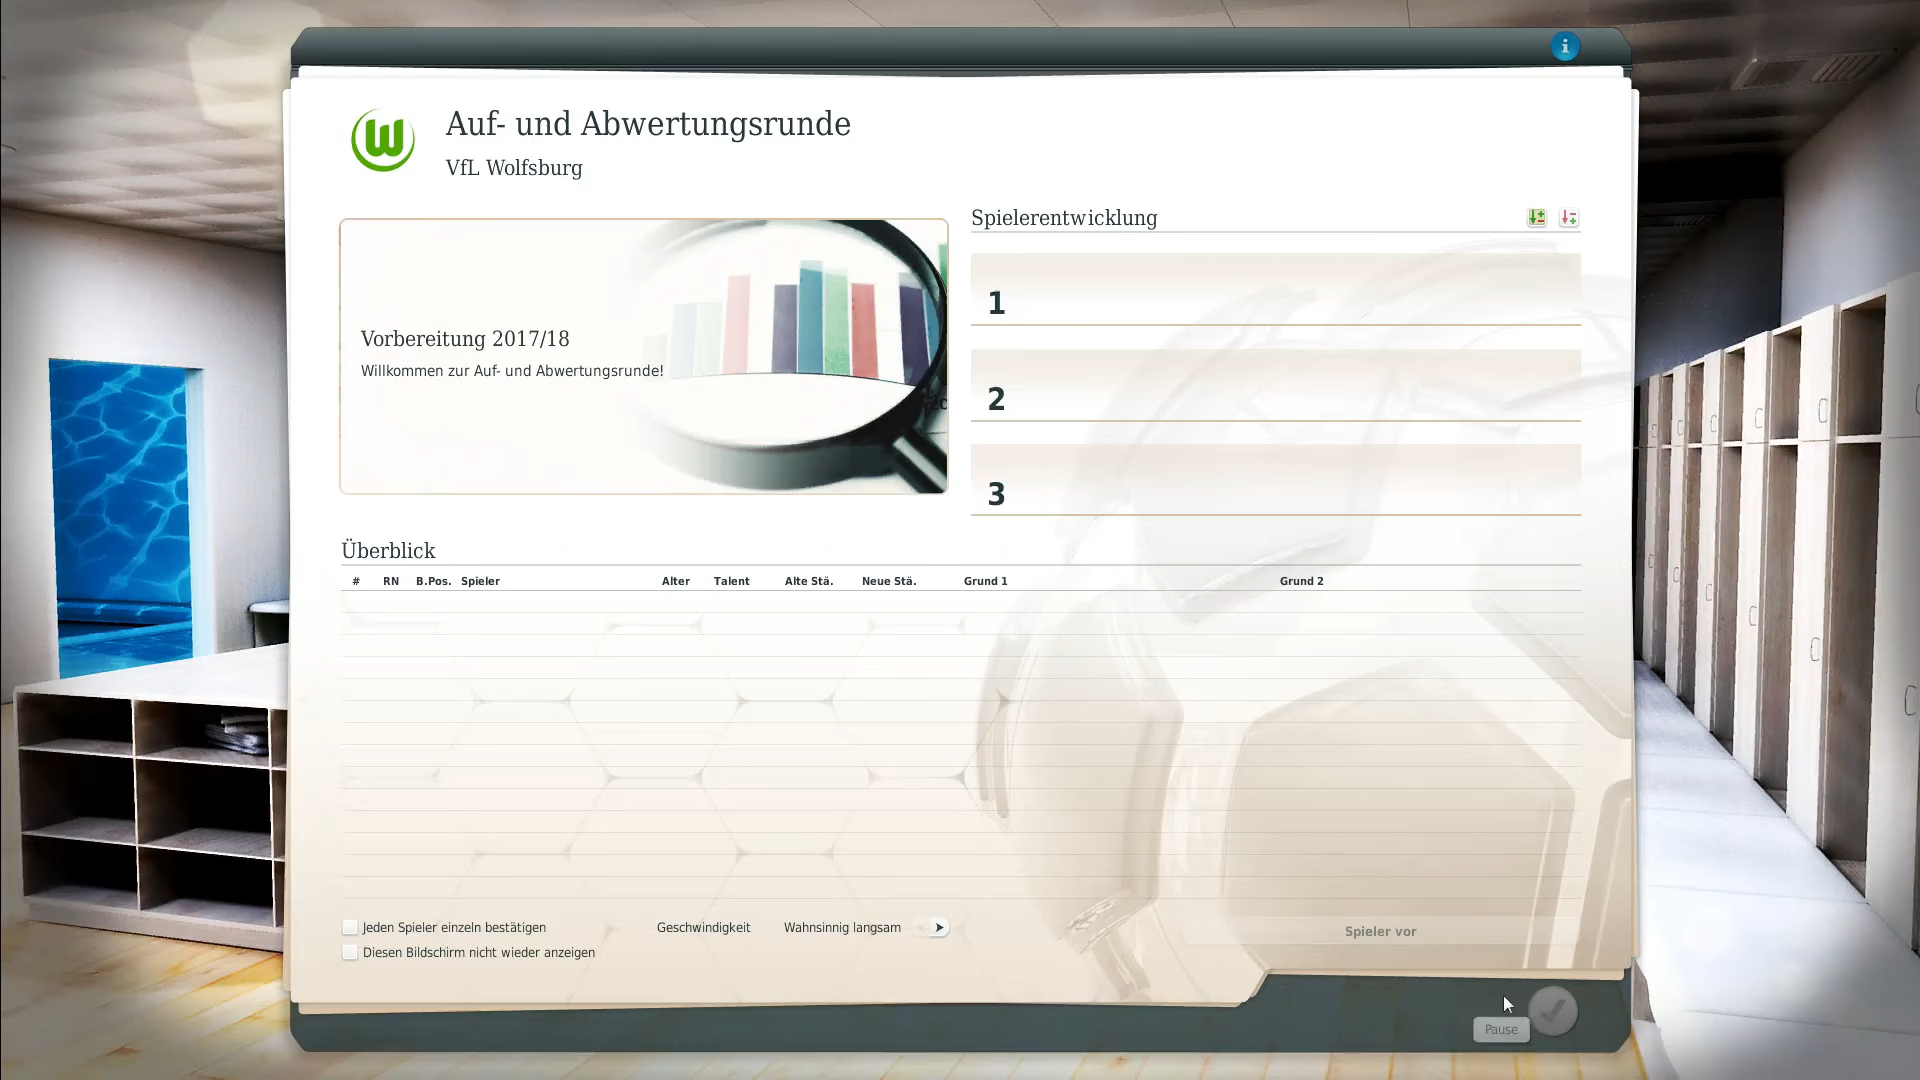 Auf- und Abwertungsrunde
VfL Wolfsburg
Vorbereitung 2017/18
Willkommen zur Auf- und Abwertungsrunde!
Spielerentwicklung
1
2
3
Überblick
# RN B.Pos. Spieler Alter Talent Alte Stä. Neue Stä. Grund 1 Grund 2
Jeden Spieler einzeln bestätigen Geschwindigkeit Wahnsinnig langsam Spieler vor
Diesen Bildschirm nicht wieder anzeigen
Pause